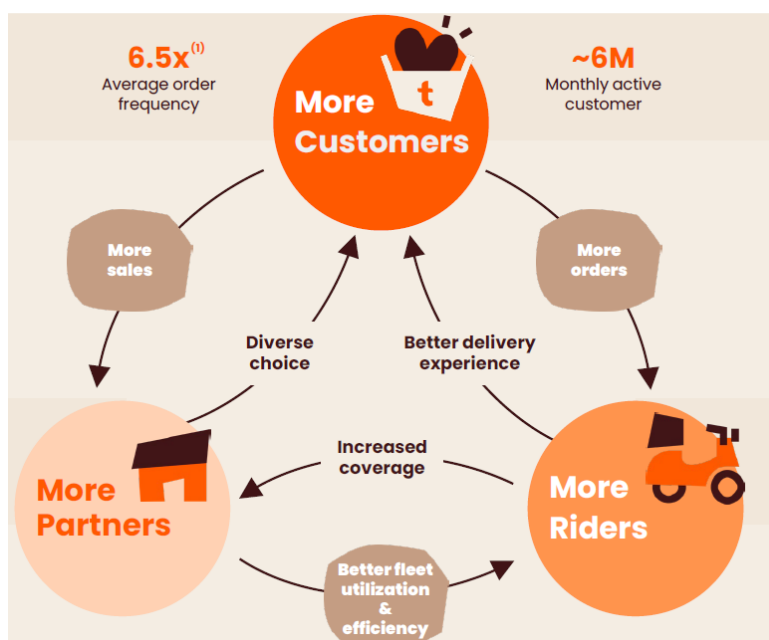 6.5x(1)
Average order
frequency
t
More
Customers
~6M
Monthly active
customer
More
sales
More
orders
Diverse
choice
Better delivery
experience
Increased
coverage
More
Partners
More
Riders
Better fleet
utilization
&
efficiency